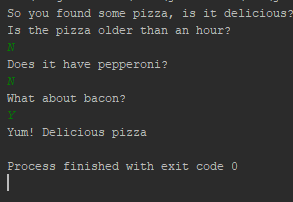 So you found some pizza, is it delicious?
Is the pizza older than an hour?
N
Does it have pepperoni?
N
What about bacon?
Y
Yum! Delicious pizza
Process finished with exit code 0